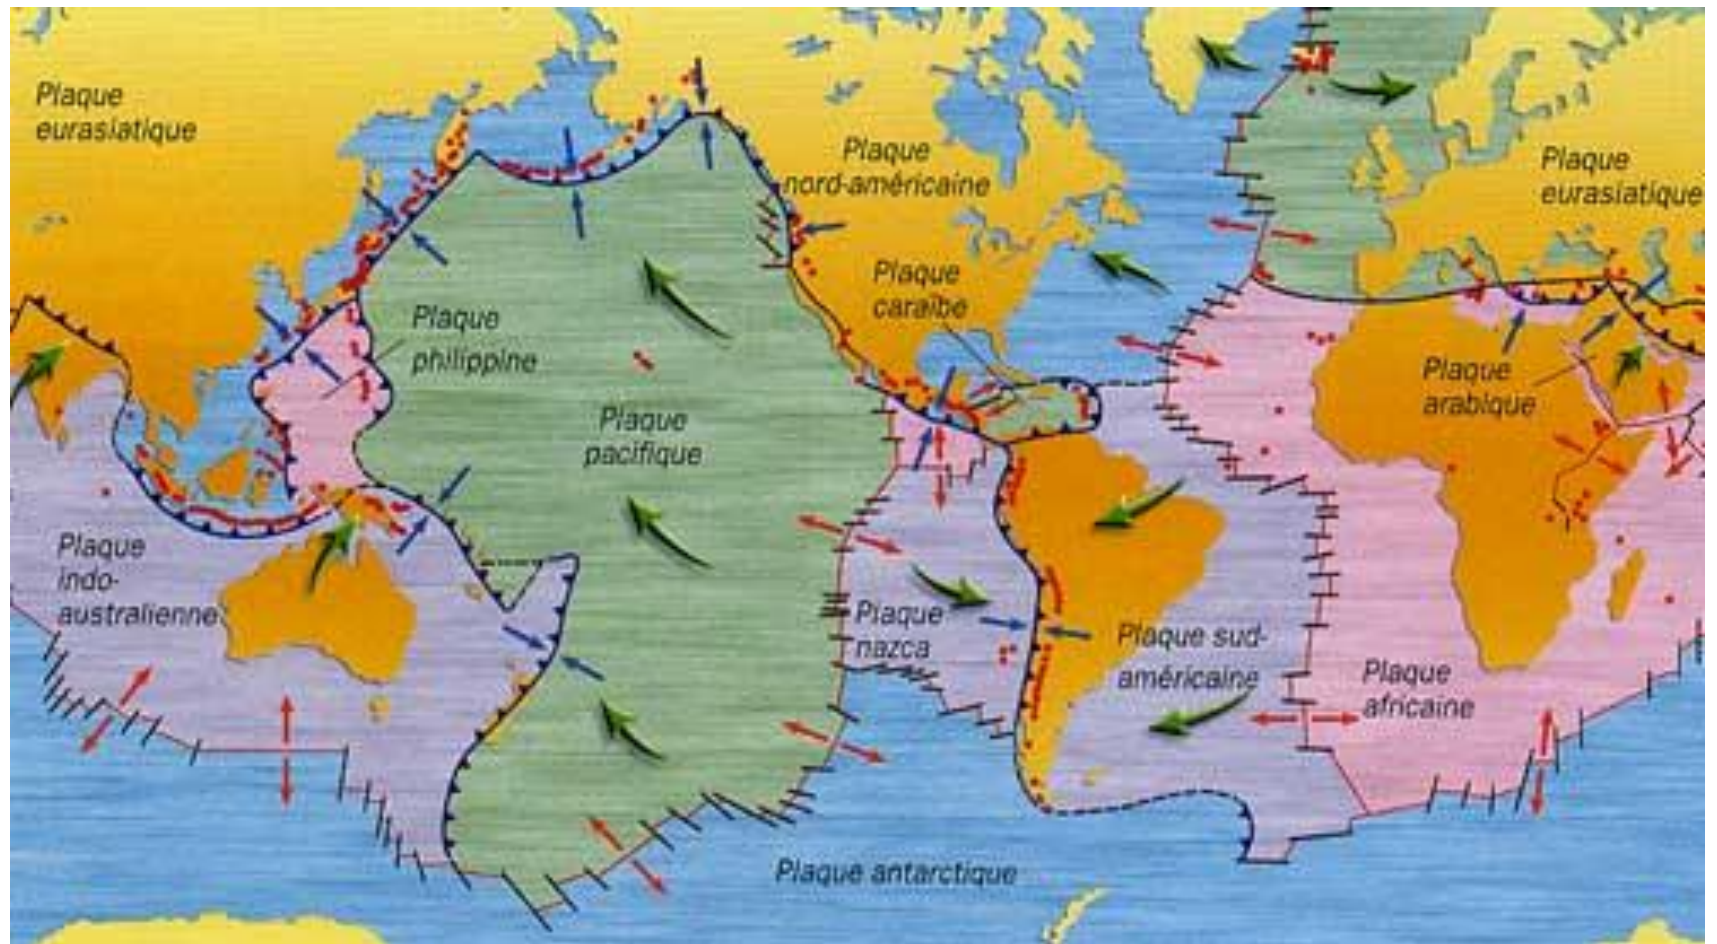 Plaque
eurasiatique
Plaque
nord-américaine
Plaque
eurasiatique
Plaque
caraïbe
Plaque
philippine
Plaque
arabique
Plaque
pacifique
Plaque
indo-
australienne
Plaque
nazca
Plaque sud-
américaine
Plaque
africaine
Plaque antarctique